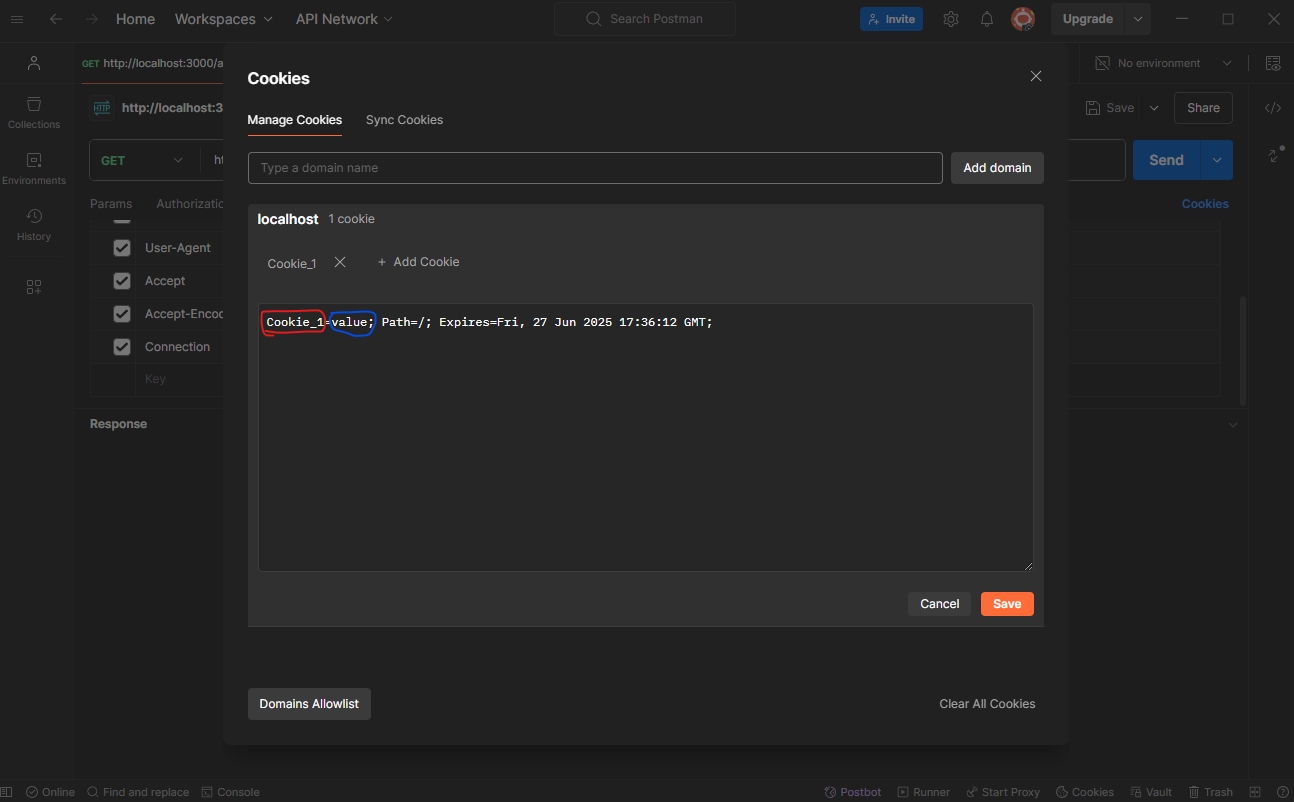 Home Workspaces API Network Search Postman Invite Upgrade
GET http://localhost:3000/a No environment
Cookies
Collections
HTTP http://localhost:3 Save Share
Manage Cookies Sync Cookies
GET ht Send
Type a domain name Add domain
Environments
Params Authorizatio Cookies
localhost 1 cookie
History
User-Agent
Cookie_1 + Add Cookie
Accept
Accept-Encod
Cookie_1=value; Path=/; Expires=Fri, 27 Jun 2025 17:36:12 GMT;
Connection
Key
Response
Cancel Save
Domains Allowlist Clear All Cookies
Online Find and replace Console Postbot Runner Start Proxy Cookies Vault Trash